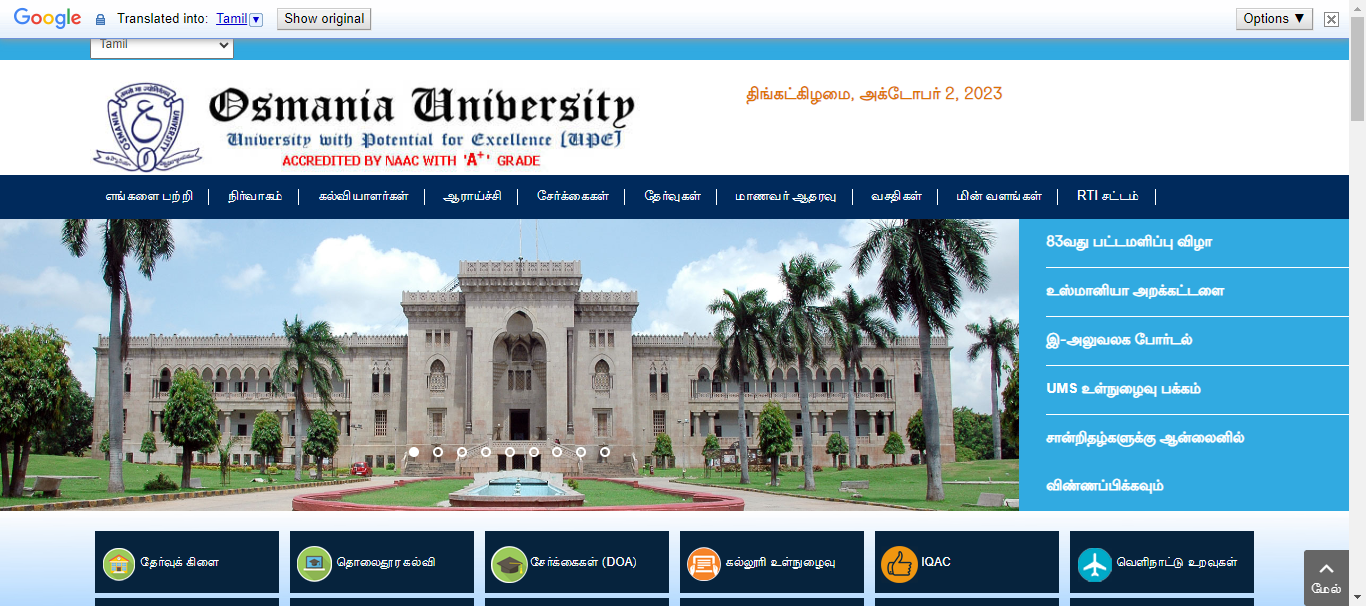 Google Translated into: Tamil Show original Options ▼
Tamil
Osmania University
University with Potential for Excellence [UPE]
ACCREDITED BY NAAC WITH 'A+' GRADE
திங்கட்கிழமை, அக்டோபர் 2, 2023
OSMANIA UNIVERSITY
எங்களை பற்றி
நிர்வாகம்
கல்வியாளர்கள்
ஆராய்ச்சி
சேர்க்கைகள்
தேர்வுகள்
மாணவர் ஆதரவு
வசதிகள்
மின் வளங்கள்
RTI சட்டம்
83வது பட்டமளிப்பு விழா
உஸ்மானியா அறக்கட்டளை
இ-அலுவலக போர்டல்
UMS உள்நுழைவு பக்கம்
சான்றிதழ்களுக்கு ஆன்லைனில்
விண்ணப்பிக்கவும்
தேர்வுக் கிளை
தொலைதூர கல்வி
சேர்க்கைகள் (DOA)
கல்லூரி உள்நுழைவு
IQAC
வெளிநாட்டு உறவுகள்
மேல்